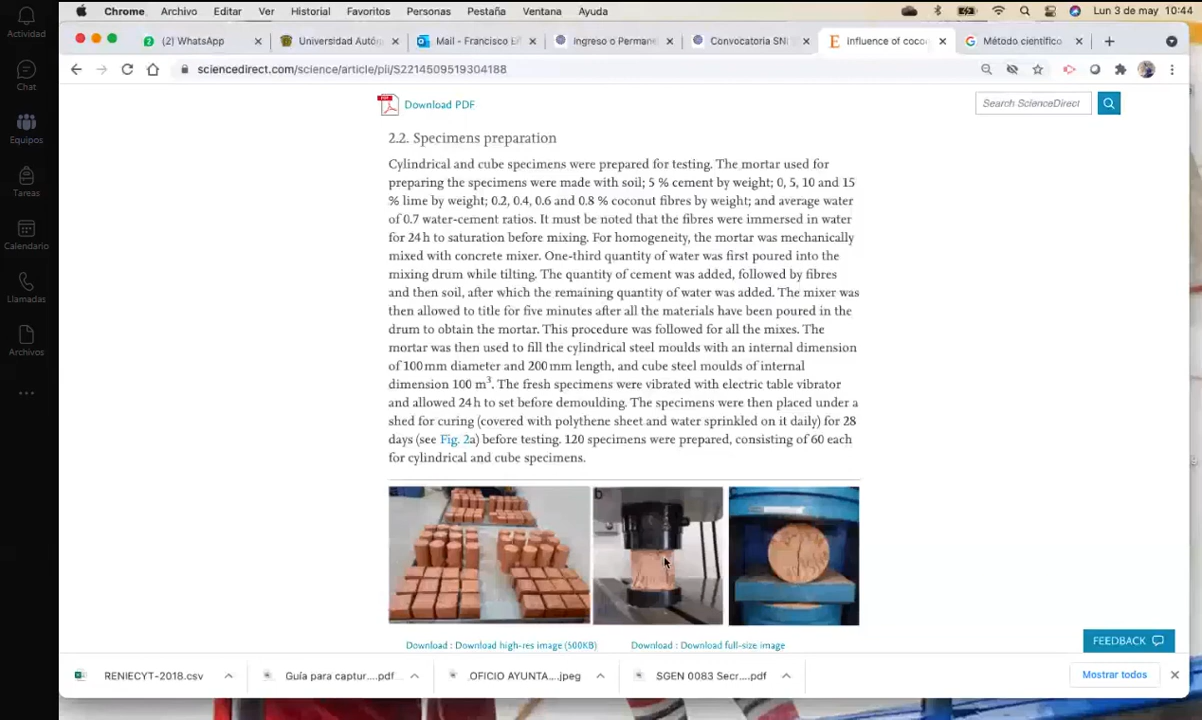 Chrome Archivo Editar Ver Historial Favoritos Personas Pestaña Ventana Ayuda
Lun 3 de may 10:44
(2) WhatsApp
Universidad Autón
Mail - Francisco
Ingreso o Permane
Convocatoria SNI
Influence of coco
Método científico
sciencedirect.com/science/article/pii/S2214509519304188
Actividad
Chat
Equipos
Tareas
Calendario
Llamadas
Archivos
PDF
Download PDF
Search ScienceDirect
2.2. Specimens preparation
Cylindrical and cube specimens were prepared for testing. The mortar used for
preparing the specimens were made with soil; 5 % cement by weight; 0, 5, 10 and 15
% lime by weight; 0.2, 0.4, 0.6 and 0.8 % coconut fibres by weight; and average water
of 0.7 water-cement ratios. It must be noted that the fibres were immersed in water
for 24 h to saturation before mixing. For homogeneity, the mortar was mechanically
mixed with concrete mixer. One-third quantity of water was first poured into the
mixing drum while tilting. The quantity of cement was added, followed by fibres
and then soil, after which the remaining quantity of water was added. The mixer was
then allowed to title for five minutes after all the materials have been poured in the
drum to obtain the mortar. This procedure was followed for all the mixes. The
mortar was then used to fill the cylindrical steel moulds with an internal dimension
of 100 mm diameter and 200 mm length, and cube steel moulds of internal
dimension 100 m³. The fresh specimens were vibrated with electric table vibrator
and allowed 24 h to set before demoulding. The specimens were then placed under a
shed for curing (covered with polythene sheet and water sprinkled on it daily) for 28
days (see Fig. 2a) before testing. 120 specimens were prepared, consisting of 60 each
for cylindrical and cube specimens.
b
Download : Download high-res image (500KB)
Download : Download full-size image
FEEDBACK
RENIECYT-2018.csv
Guía para captur....pdf
OFICIO AYUNTA....jpeg
SGEN 0083 Secr....pdf
Mostrar todos